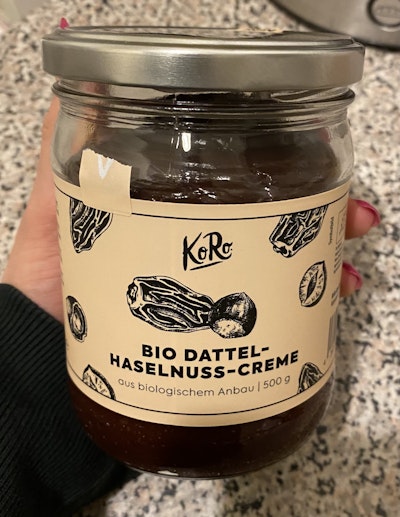 KoRo
BIO DATTEL-
HASELNUSS-CREME
aus biologischem Anbau | 500 g